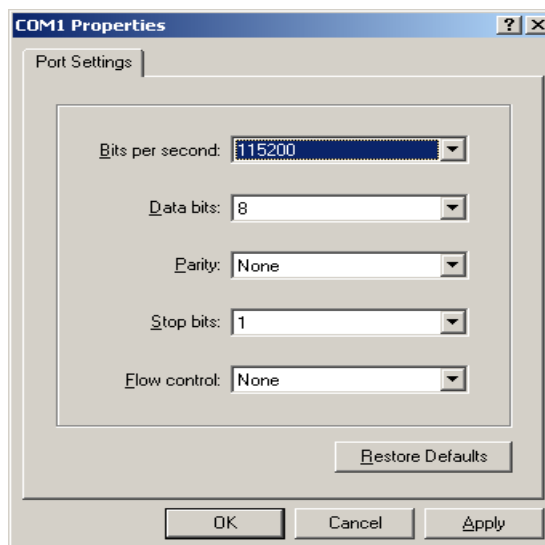 COM1 Properties
Port Settings
Bits per second: 115200
Data bits: 8
Parity: None
Stop bits: 1
Flow control: None
Restore Defaults
OK Cancel Apply